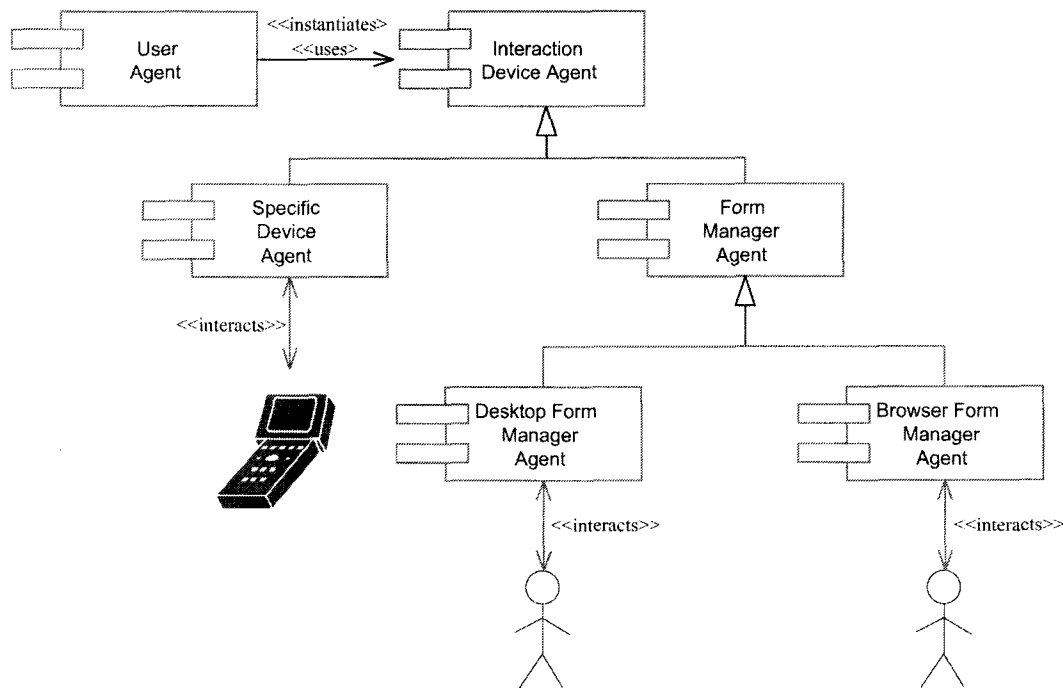 User
Agent
<<instantiates>
<<uses>
Interaction
Device Agent
Specific
Device
Agent
Form
Manager
Agent
<<interacts>>
Desktop Form
Manager
Agent
Browser Form
Manager
Agent
<<interacts>>
<<interacts>>